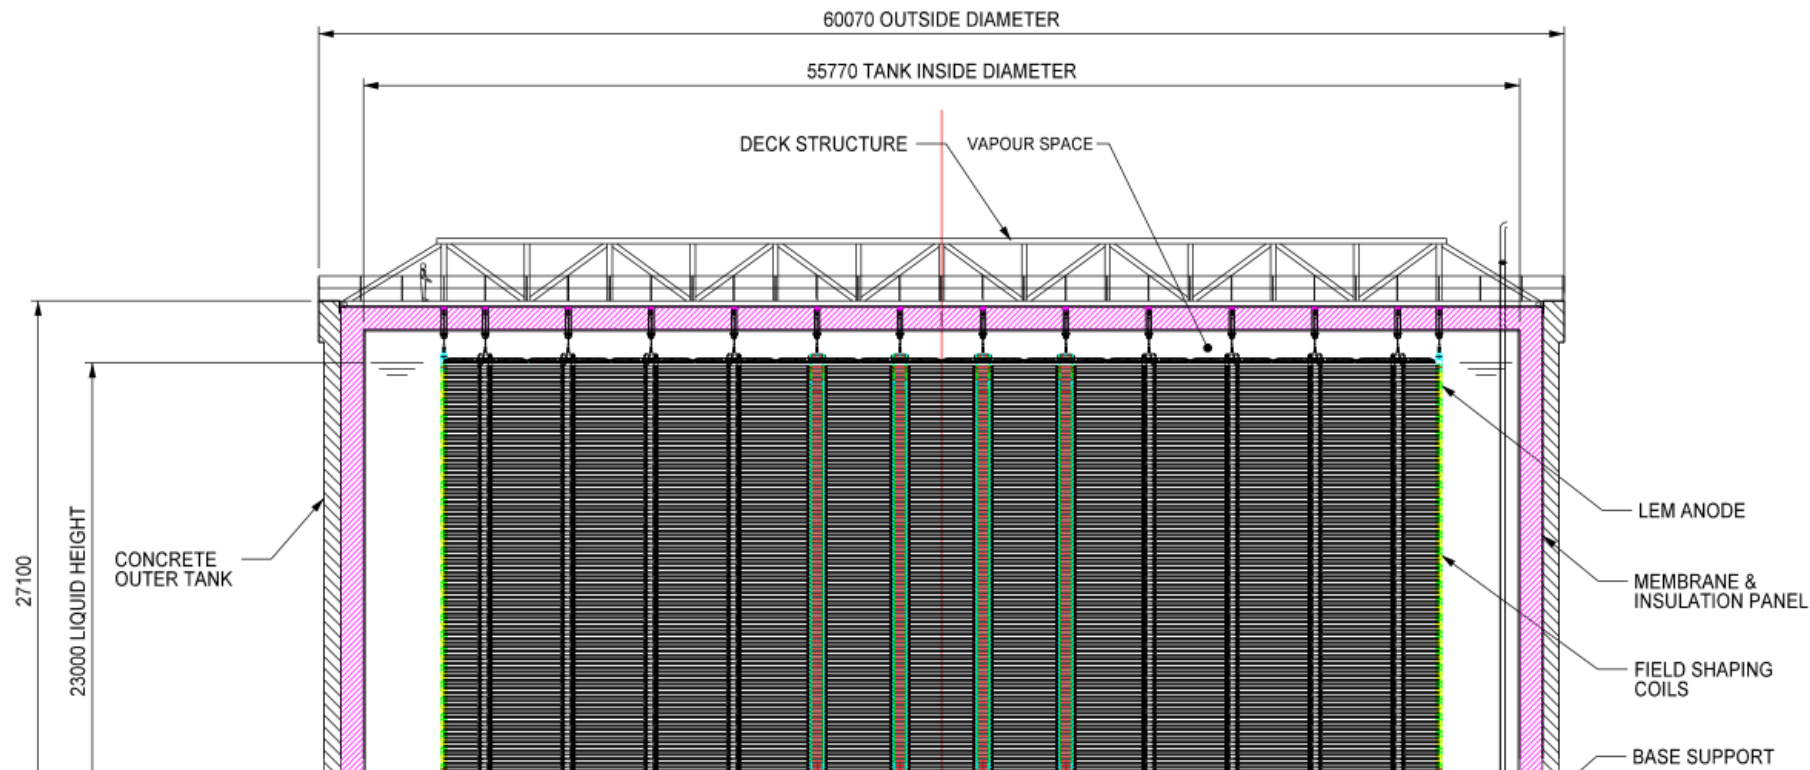 60070 OUTSIDE DIAMETER
55770 TANK INSIDE DIAMETER
DECK STRUCTURE
VAPOUR SPACE
27100
23000 LIQUID HEIGHT
CONCRETE
OUTER TANK
LEM ANODE
MEMBRANE &
INSULATION PANEL
FIELD SHAPING
COILS
BASE SUPPORT